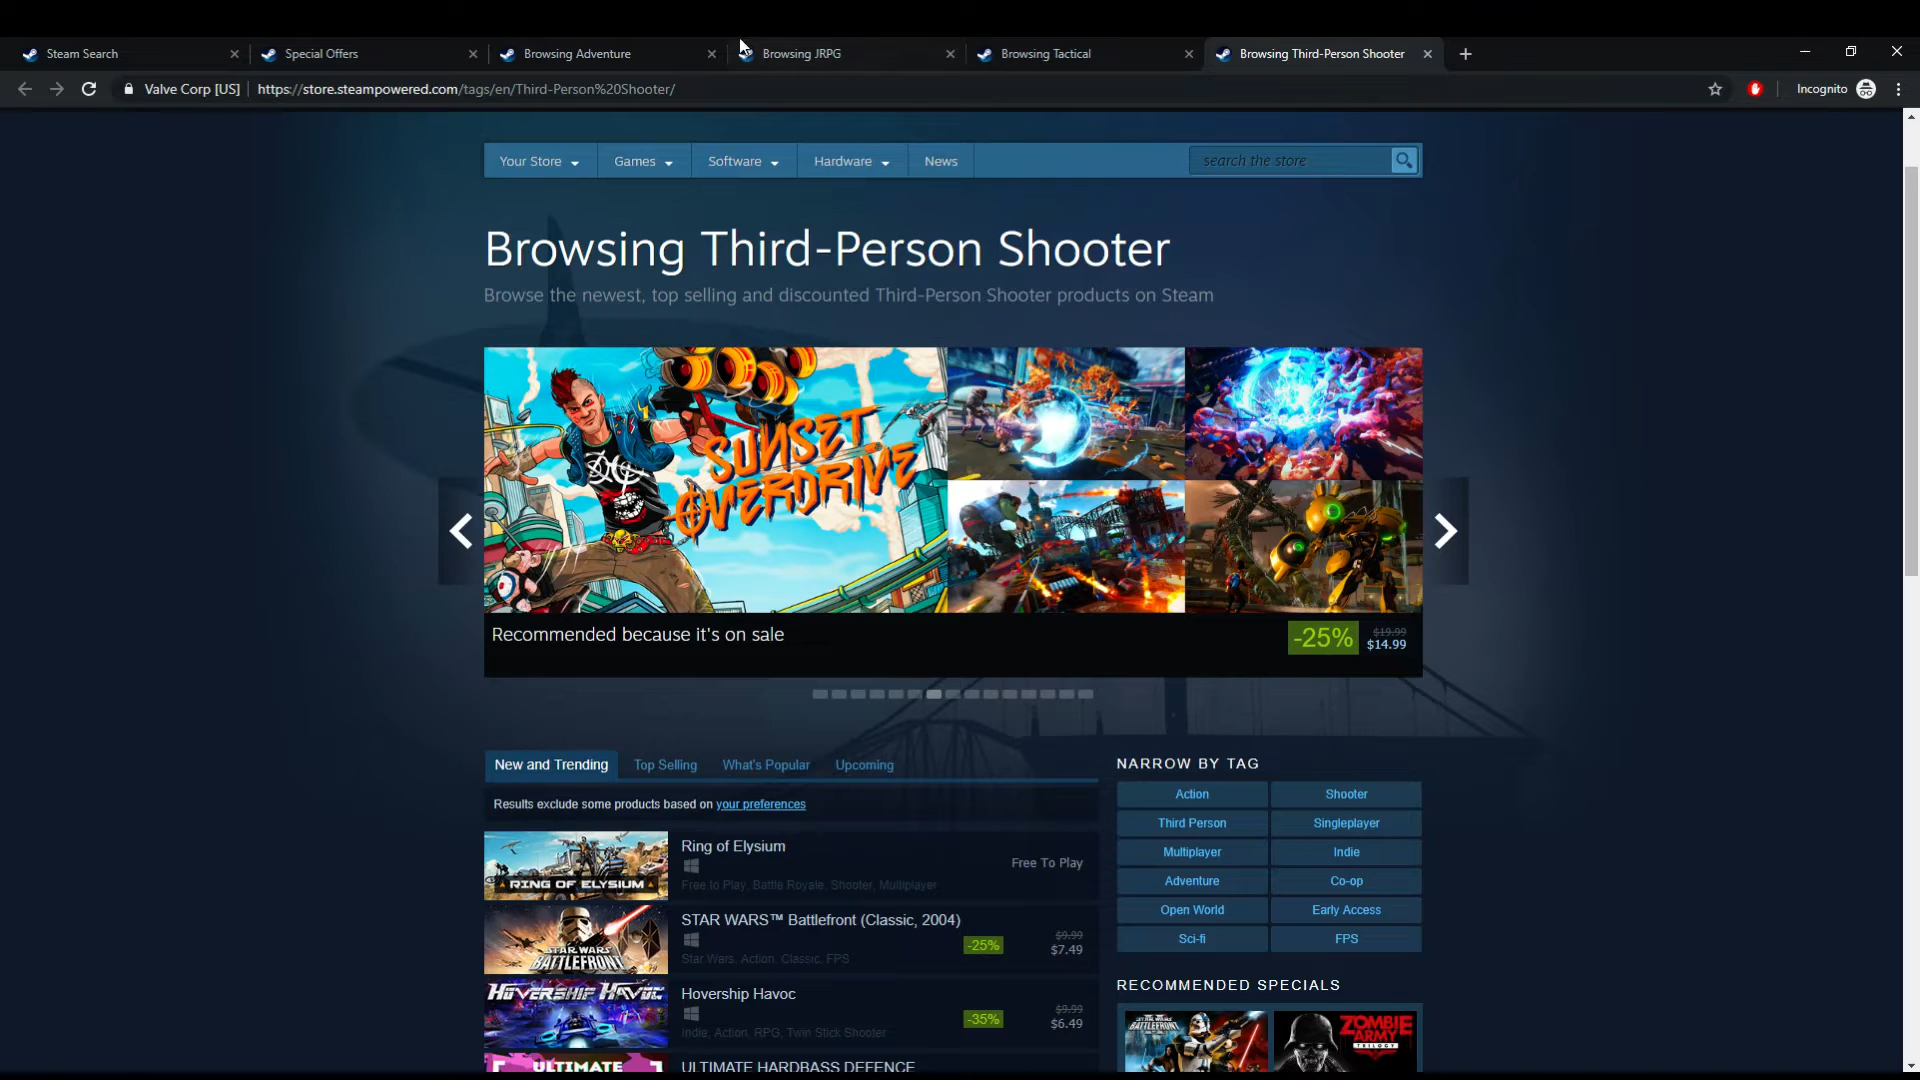 Steam Search
Special Offers
Browsing Adventure
Browsing JRPG
Browsing Tactical
Browsing Third-Person Shooter
Valve Corp [US]
https://store.steampowered.com/tags/en/Third-Person%20Shooter/
Incognito
Your Store
Games
Software
Hardware
News
search the store
Browsing Third-Person Shooter
Browse the newest, top selling and discounted Third-Person Shooter products on Steam
SUNSET
OVERDRIVE
Recommended because it's on sale
-25%
$19.99
$14.99
New and Trending
Top Selling
What's Popular
Upcoming
Results exclude some products based on your preferences
RING OF ELYSIUM
Ring of Elysium
Free To Play
Free to Play, Battle Royale, Shooter, Multiplayer
STAR WARS
BATTLEFRONT
STAR WARS™ Battlefront (Classic, 2004)
-25%
$9.99
$7.49
Star Wars, Action, Classic, FPS
HOVERSHIP HAVOC
Hovership Havoc
-35%
$9.99
$6.49
Indie, Action, RPG, Twin Stick Shooter
ULTIMATE
ULTIMATE HARDBASS DEFENCE
NARROW BY TAG
Action
Shooter
Third Person
Singleplayer
Multiplayer
Indie
Adventure
Co-op
Open World
Early Access
Sci-fi
FPS
RECOMMENDED SPECIALS
BATTLEFRONT
ZOMBIE
ARMY
TRILOGY